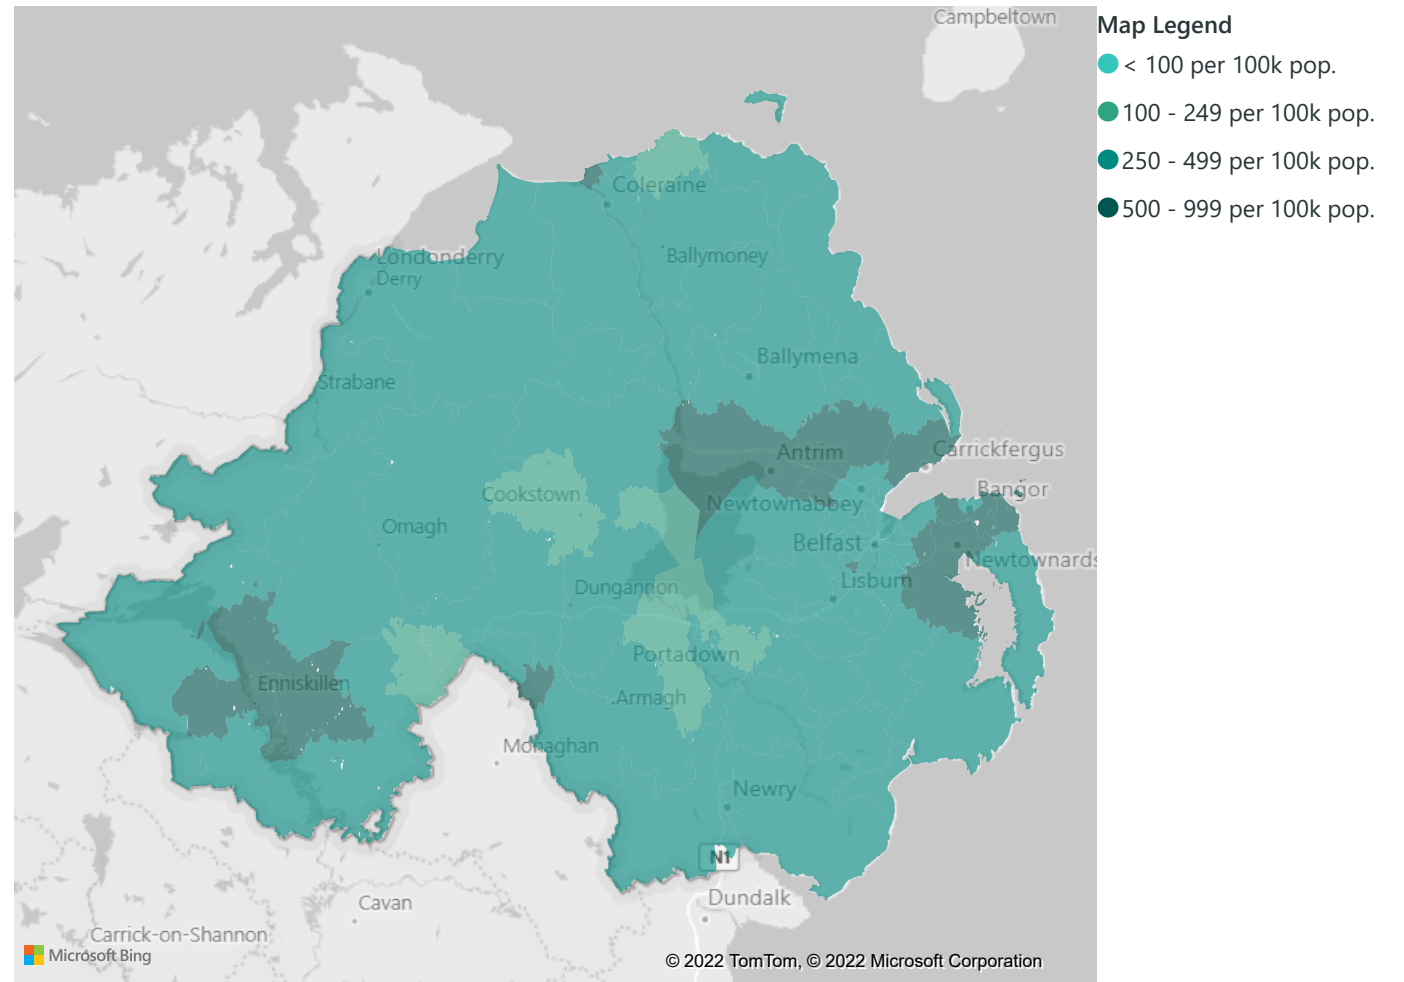 Campbeltown
Map Legend
< 100 per 100k pop.
100 - 249 per 100k pop.
250 - 499 per 100k pop.
500 - 999 per 100k pop.
Coleraine
Londonderry
Derry
Ballymoney
Ballymena
Strabane
Antrim
Carrickfergus
Cookstown
Newtownabbey
Bangor
Omagh
Belfast
Newtownards
Dungannon
Lisburn
Portadown
Enniskillen
Armagh
Monaghan
Newry
N1
Dundalk
Cavan
Carrick-on-Shannon
Microsoft Bing
© 2022 TomTom, © 2022 Microsoft Corporation